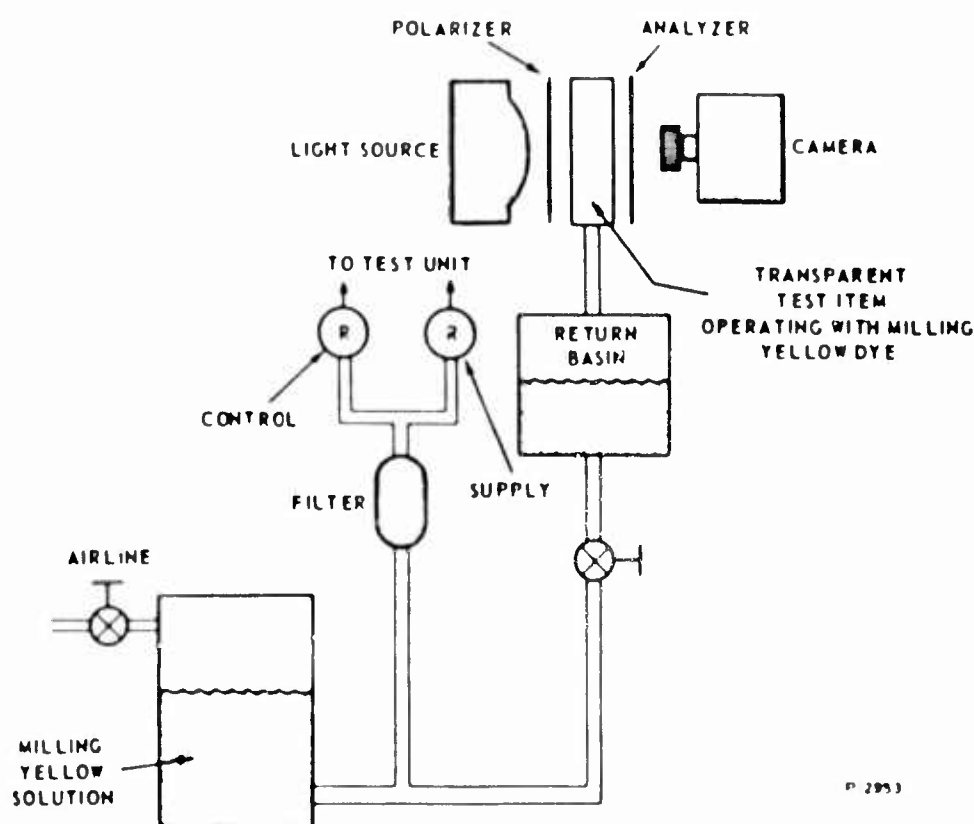 POLARIZER
ANALYZER
LIGHT SOURCE
CAMERA
TO TEST UNIT
TRANSPARENT
TEST ITEM
OPERATING WITH MILLING
YELLOW DYE
R
R
RETURN
BASIN
CONTROL
SUPPLY
FILTER
AIRLINE
MILLING
YELLOW
SOLUTION
P 2953